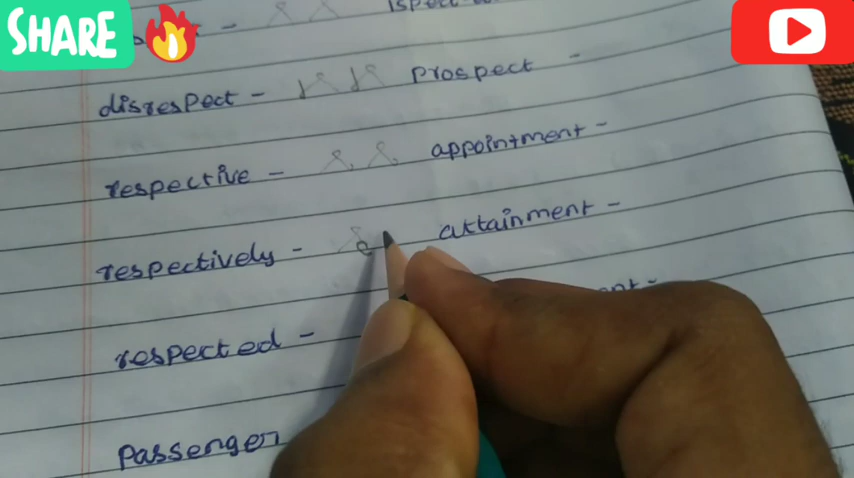 SHARE
disrespect - prospect -
respective - appointment -
respectively - attainment -
respected -
passenger